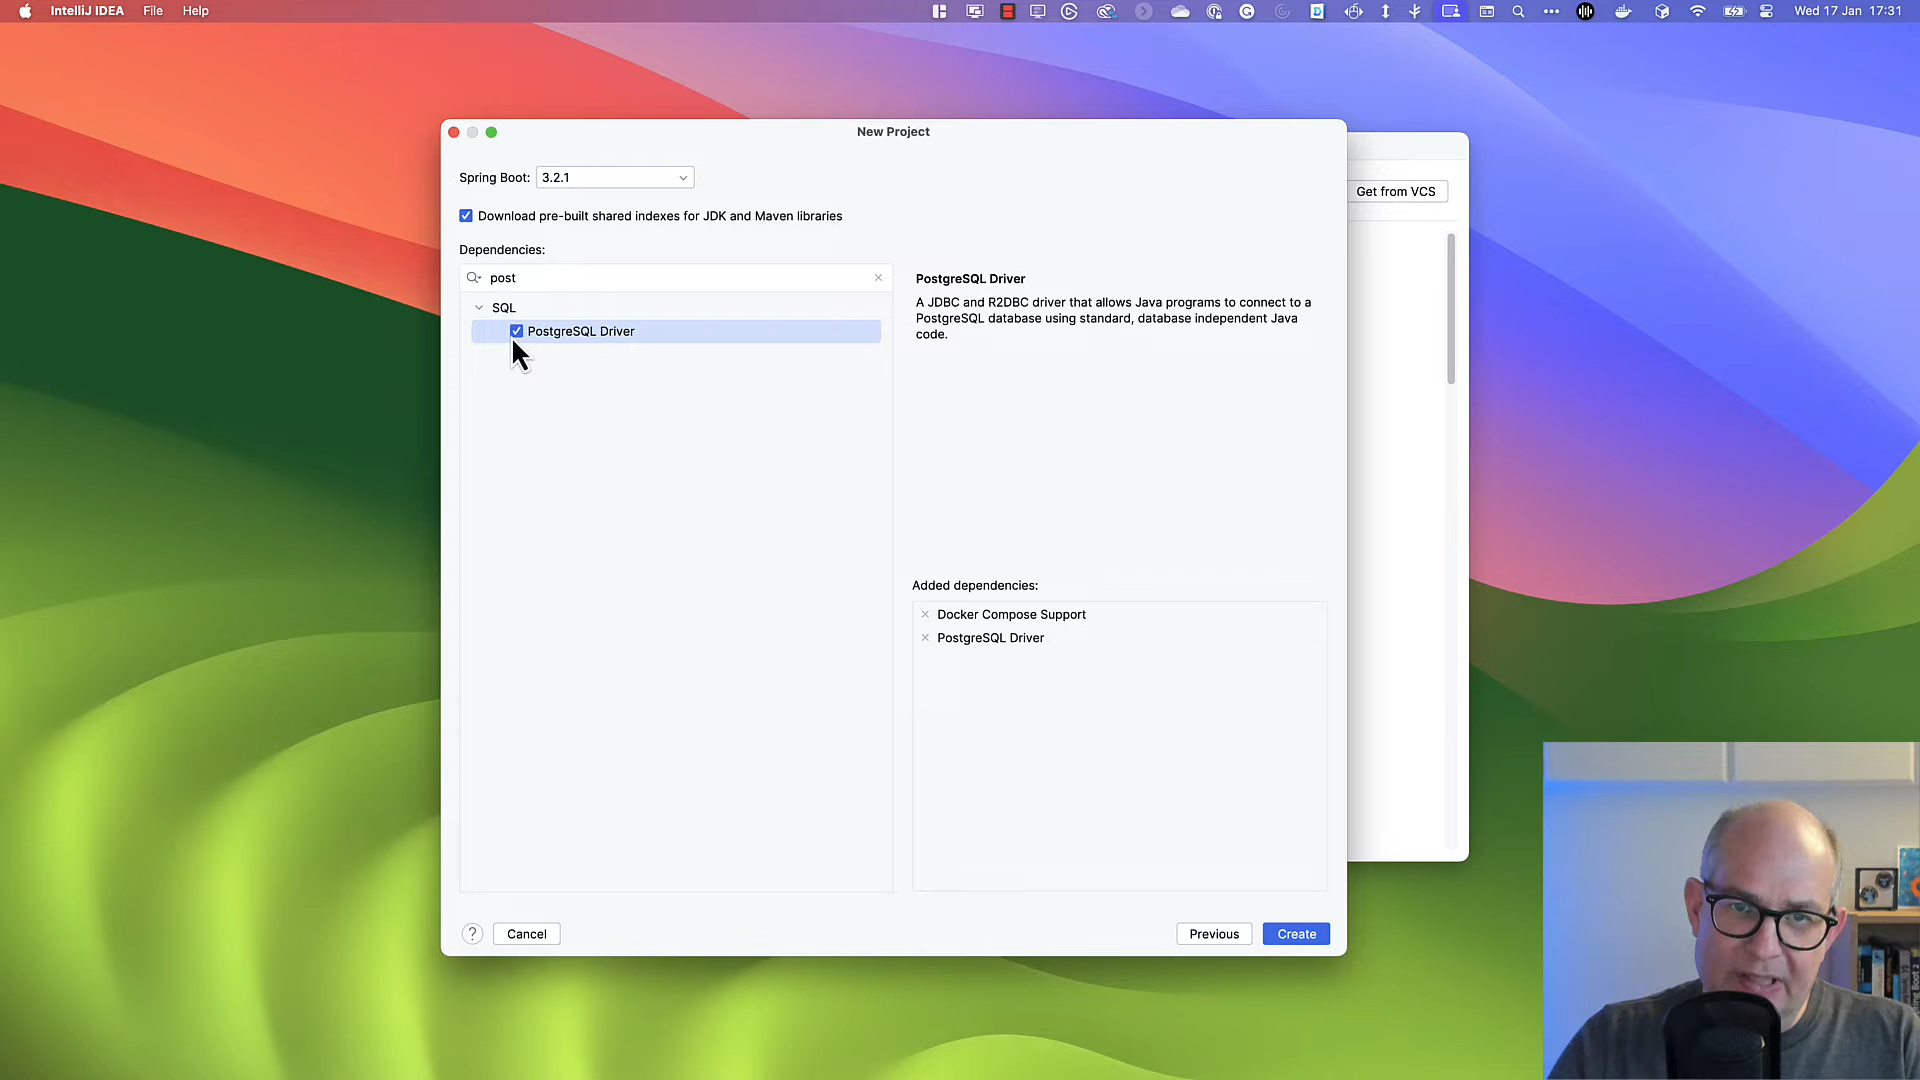 IntelliJ IDEA File Help
Wed 17 Jan 17:31
New Project
Spring Boot: 3.2.1
Get from VCS
Download pre-built shared indexes for JDK and Maven libraries
Dependencies:
post
SQL
PostgreSQL Driver
PostgreSQL Driver
A JDBC and R2DBC driver that allows Java programs to connect to a
PostgreSQL database using standard, database independent Java
code.
Added dependencies:
Docker Compose Support
PostgreSQL Driver
? Cancel
Previous
Create